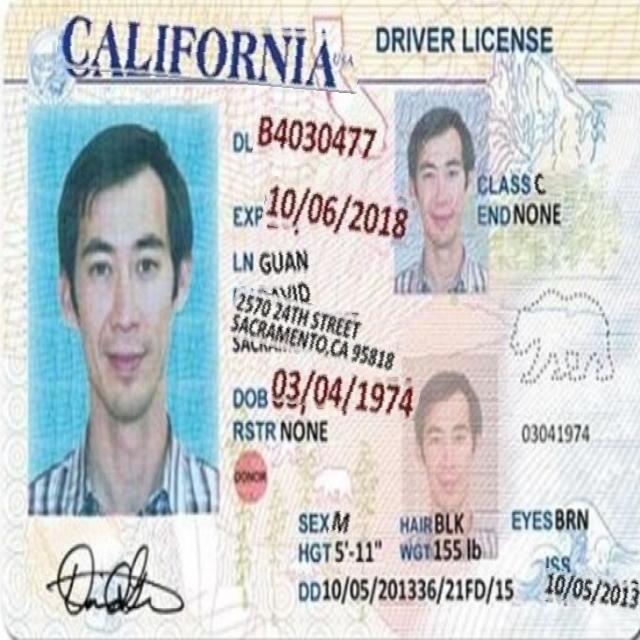 CALIFORNIA USA
DRIVER LICENSE
DL B4030477
CLASS C
EXP 10/06/2018
END NONE
LN GUAN
DAVID
2570 24TH STREET
SACRAMENTO,CA 95818
DOB 03/04/1974
RSTR NONE
03041974
DONOR
SEX M HAIR BLK EYES BRN
HGT 5'-11" WGT 155 lb ISS
DD 10/05/201336/21FD/15 10/05/2013